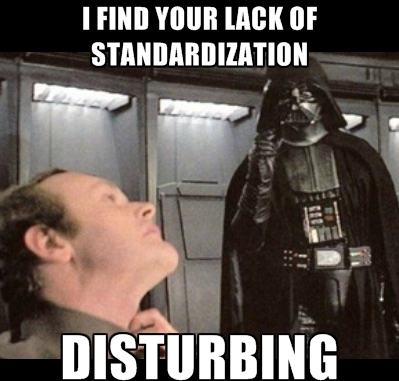 I FIND YOUR LACK OF
STANDARDIZATION
DISTURBING